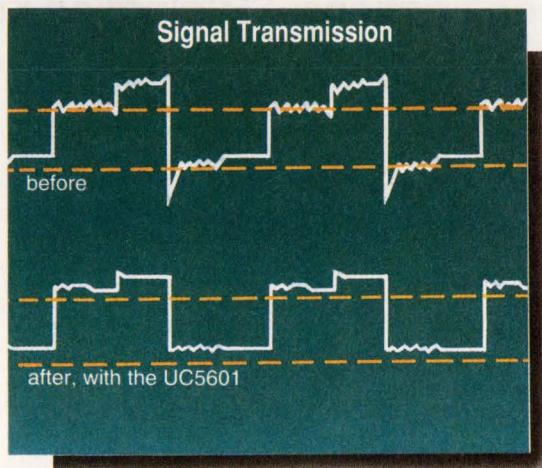 Signal Transmission
before
after, with the UC5601